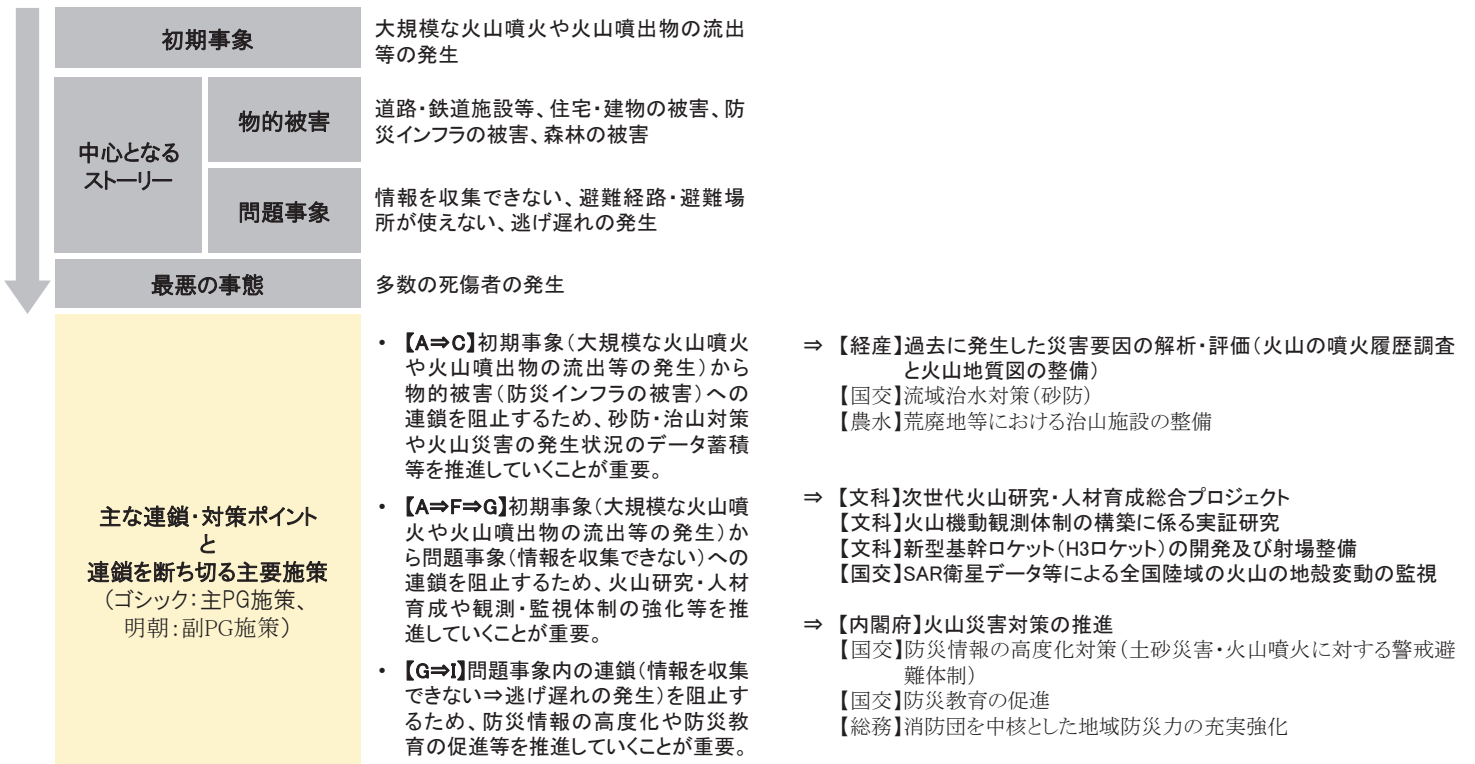 初期事象
大規模な火山噴火や火山噴出物の流出
等の発生
中心となる
ストーリー
物的被害
道路・鉄道施設等、住宅・建物の被害、防
災インフラの被害、森林の被害
問題事象
情報を収集できない、避難経路・避難場
所が使えない、逃げ遅れの発生
最悪の事態
多数の死傷者の発生
主な連鎖・対策ポイント
と
連鎖を断ち切る主要施策
（ゴシック：主PG施策、
明朝：副PG施策）
・【A⇒C】初期事象（大規模な火山噴火
や火山噴出物の流出等の発生）から
物的被害（防災インフラの被害）への
連鎖を阻止するため、砂防・治山対策
や火山災害の発生状況のデータ蓄積
等を推進していくことが重要。
・【A⇒F⇒G】初期事象（大規模な火山噴
火や火山噴出物の流出等の発生）か
ら問題事象（情報を収集できない）への
連鎖を阻止するため、火山研究・人材
育成や観測・監視体制の強化等を推
進していくことが重要。
・【G⇒I】問題事象内の連鎖（情報を収集
できない⇒逃げ遅れの発生）を阻止す
るため、防災情報の高度化や防災教
育の促進等を推進していくことが重要。
⇒【経産】過去に発生した災害要因の解析・評価（火山の噴火履歴調査
と火山地質図の整備）
【国交】流域治水対策（砂防）
【農水】荒廃地等における治山施設の整備
⇒【文科】次世代火山研究・人材育成総合プロジェクト
【文科】火山機動観測体制の構築に係る実証研究
【文科】新型基幹ロケット（H3ロケット）の開発及び射場整備
【国交】SAR衛星データ等による全国陸域の火山の地殻変動の監視
⇒【内閣府】火山災害対策の推進
【国交】防災情報の高度化対策（土砂災害・火山噴火に対する警戒避
難体制）
【国交】防災教育の促進
【総務】消防団を中核とした地域防災力の充実強化